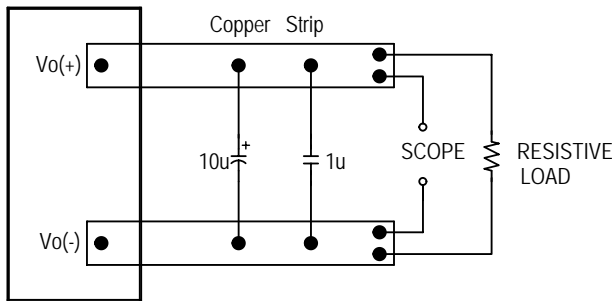 Copper Strip
Vo(+)
+
10u
1u
SCOPE
RESISTIVE
LOAD
Vo(-)